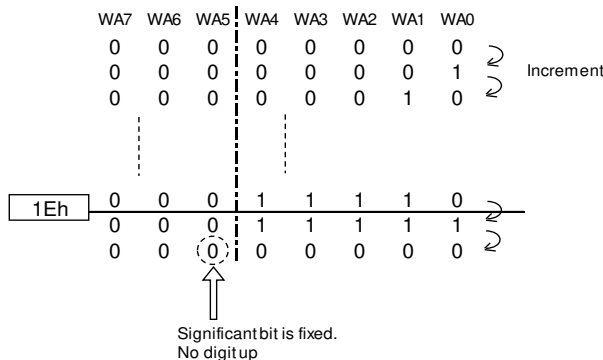 WA7 WA6 WA5 WA4 WA3 WA2 WA1 WA0
0 0 0 0 0 0 0 0
0 0 0 0 0 0 0 1
0 0 0 0 0 0 1 0
Increment
1Eh
0 0 0 1 1 1 1 0
0 0 0 1 1 1 1 1
0 0 0 0 0 0 0 0
Significant bit is fixed.
No digit up